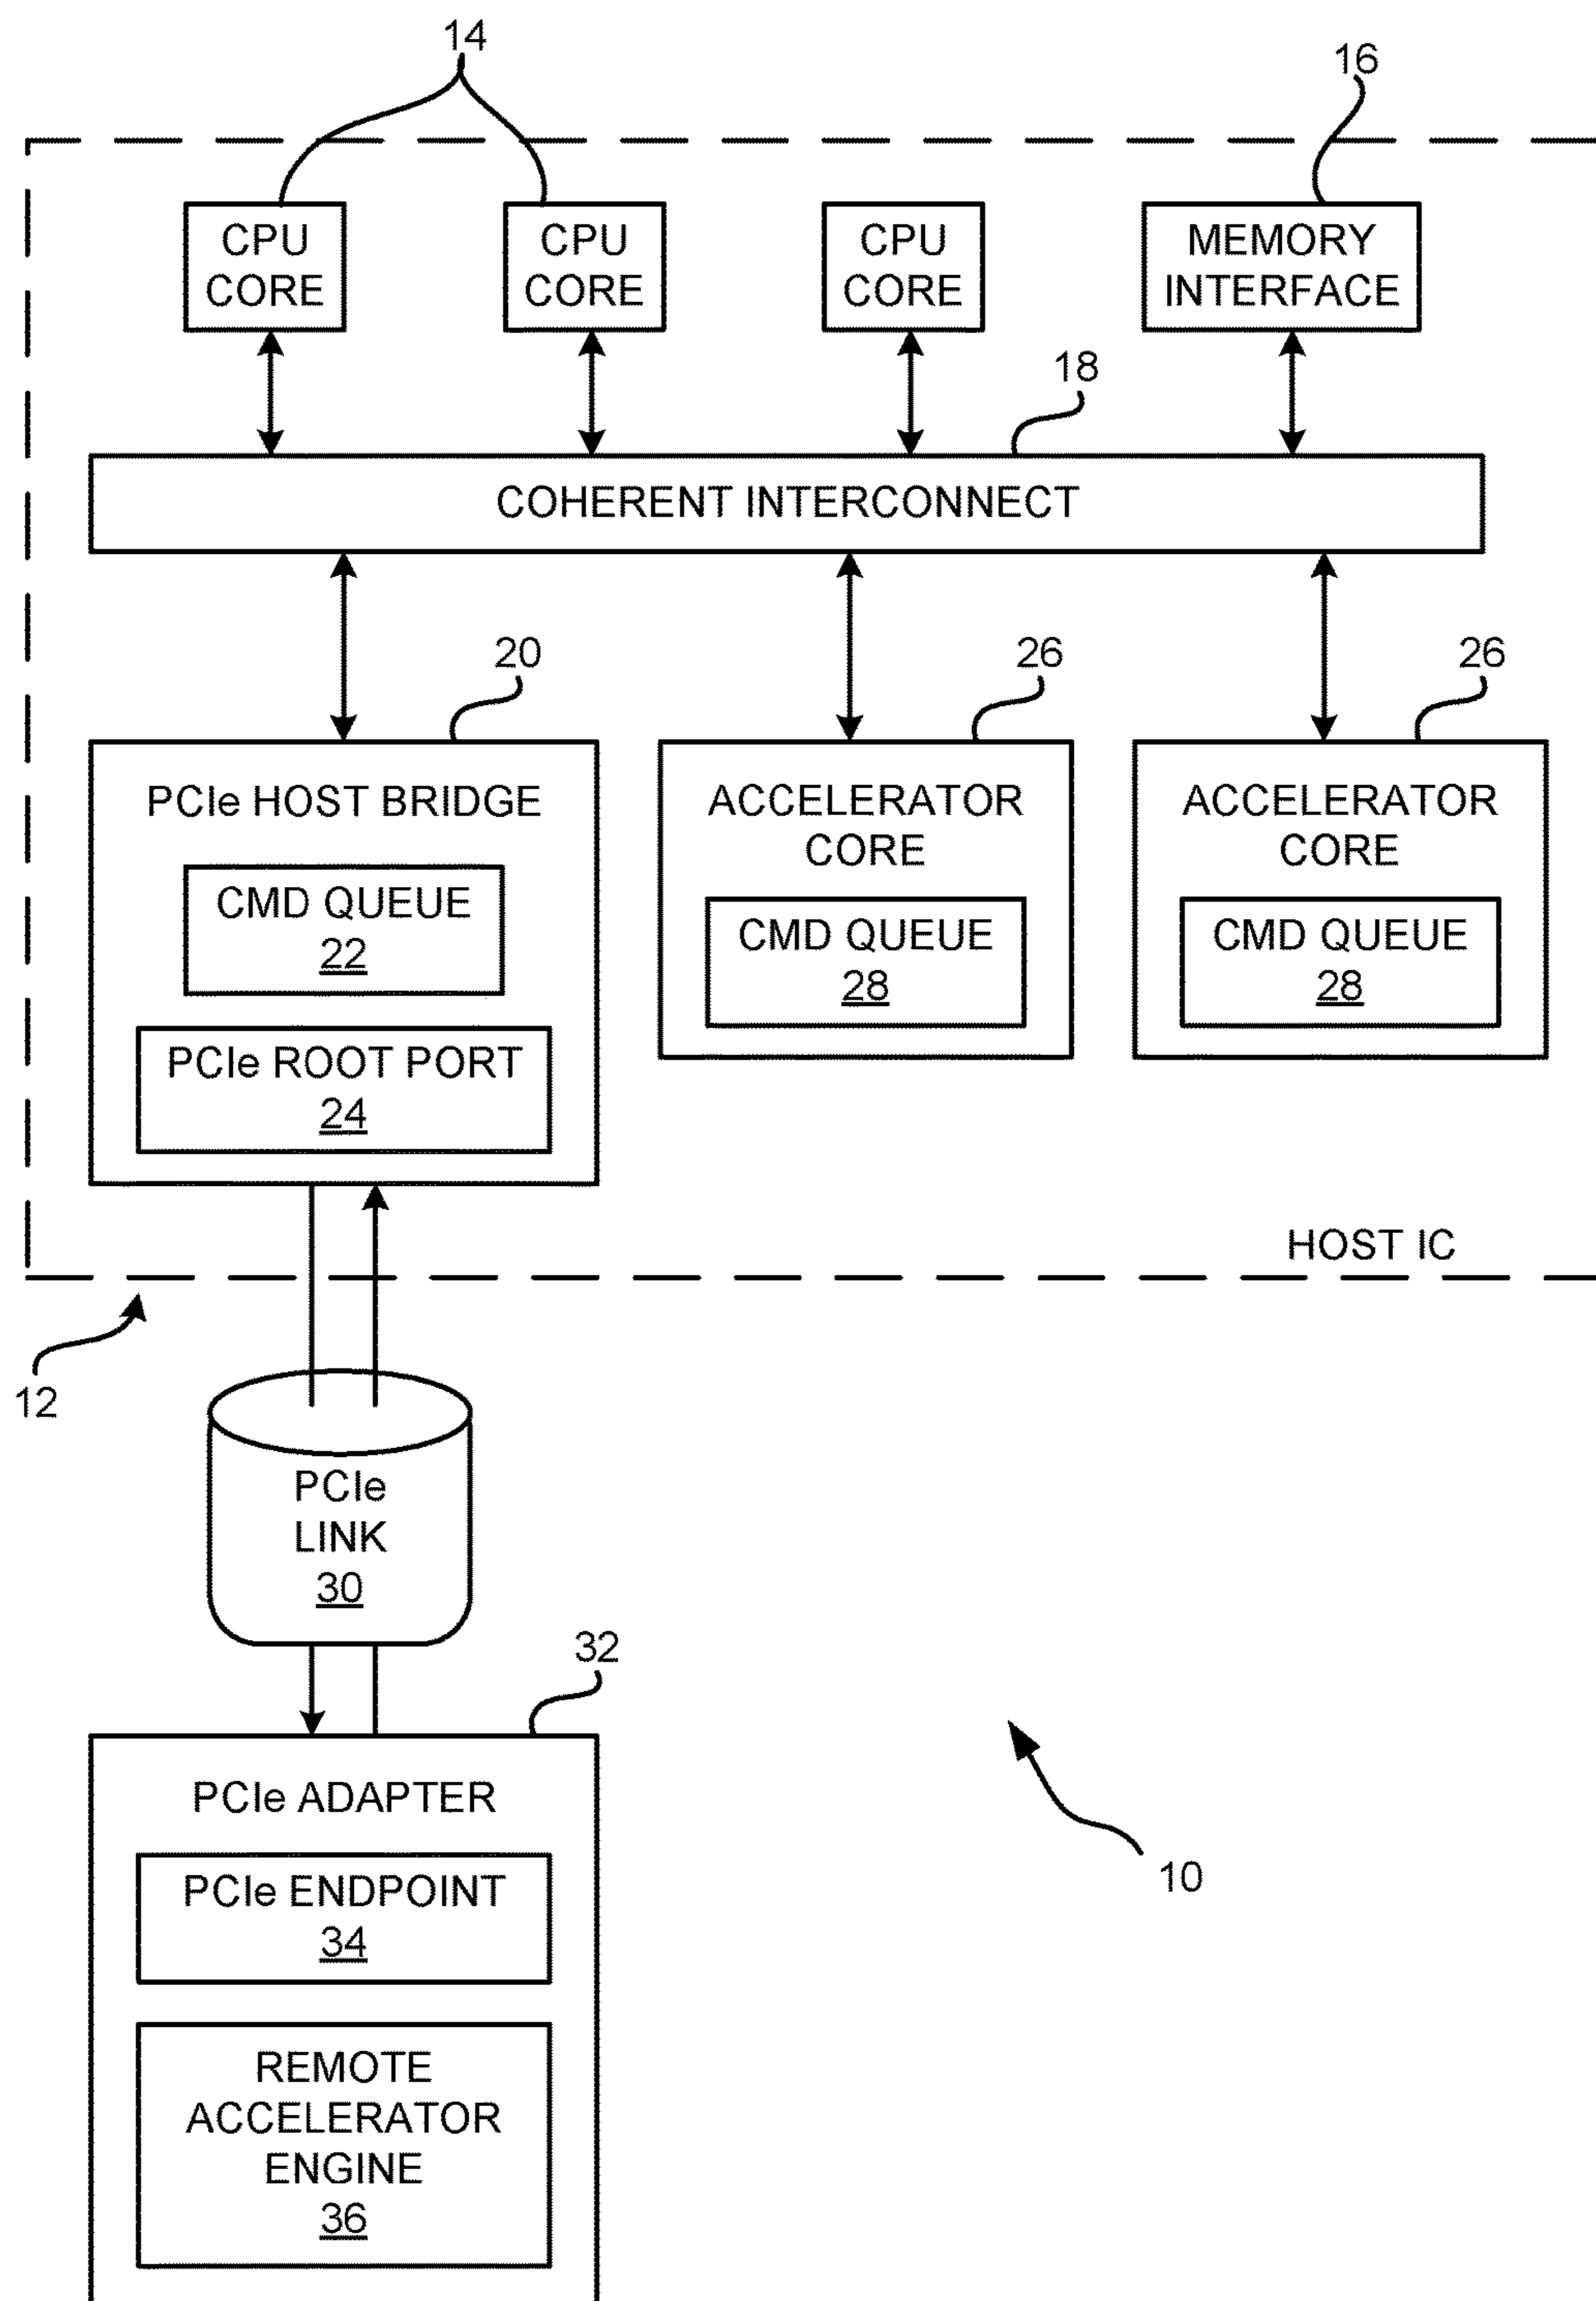 14
16
CPU
CORE
CPU
CORE
CPU
CORE
MEMORY
INTERFACE
18
COHERENT INTERCONNECT
20
26
26
PCIe HOST BRIDGE
CMD QUEUE
22
PCIe ROOT PORT
24
ACCELERATOR
CORE
CMD QUEUE
28
ACCELERATOR
CORE
CMD QUEUE
28
HOST IC
12
PCIe
LINK
30
32
PCIe ADAPTER
PCIe ENDPOINT
34
REMOTE
ACCELERATOR
ENGINE
36
10